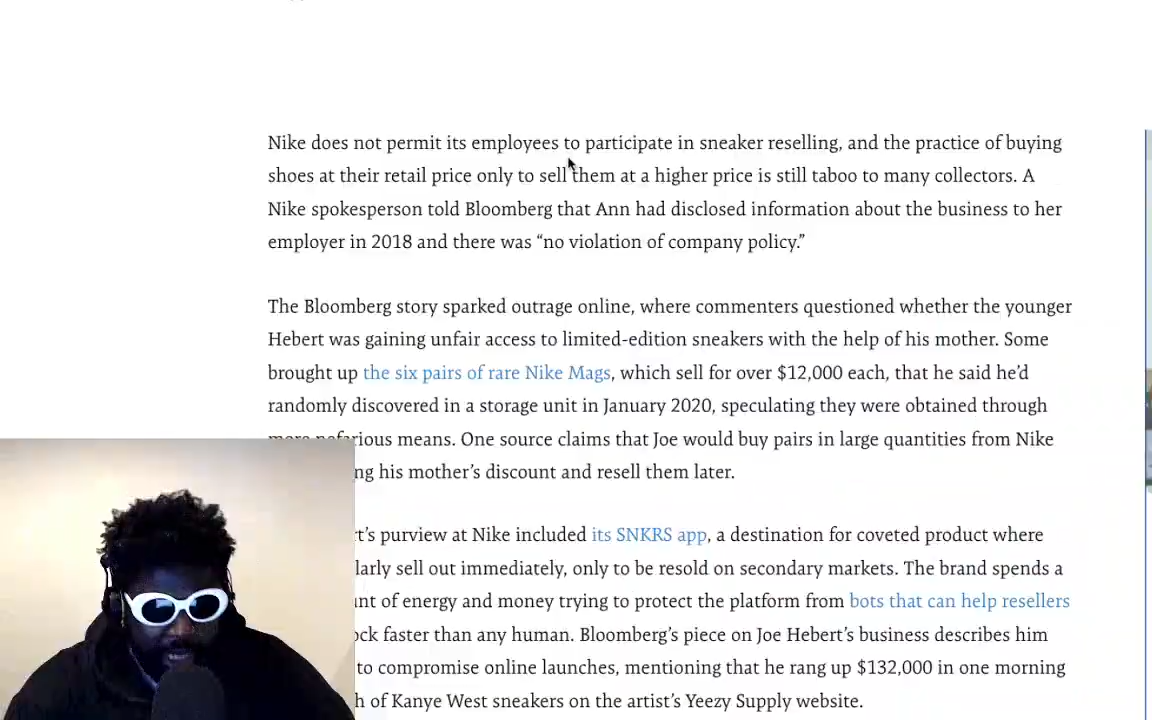 Nike does not permit its employees to participate in sneaker reselling, and the practice of buying
shoes at their retail price only to sell them at a higher price is still taboo to many collectors. A
Nike spokesperson told Bloomberg that Ann had disclosed information about the business to her
employer in 2018 and there was “no violation of company policy.”
The Bloomberg story sparked outrage online, where commenters questioned whether the younger
Hebert was gaining unfair access to limited-edition sneakers with the help of his mother. Some
brought up the six pairs of rare Nike Mags, which sell for over $12,000 each, that he said he’d
randomly discovered in a storage unit in January 2020, speculating they were obtained through
more nefarious means. One source claims that Joe would buy pairs in large quantities from Nike
ng his mother’s discount and resell them later.
t’s purview at Nike included its SNKRS app, a destination for coveted product where
larly sell out immediately, only to be resold on secondary markets. The brand spends a
nt of energy and money trying to protect the platform from bots that can help resellers
ck faster than any human. Bloomberg’s piece on Joe Hebert’s business describes him
to compromise online launches, mentioning that he rang up $132,000 in one morning
h of Kanye West sneakers on the artist’s Yeezy Supply website.